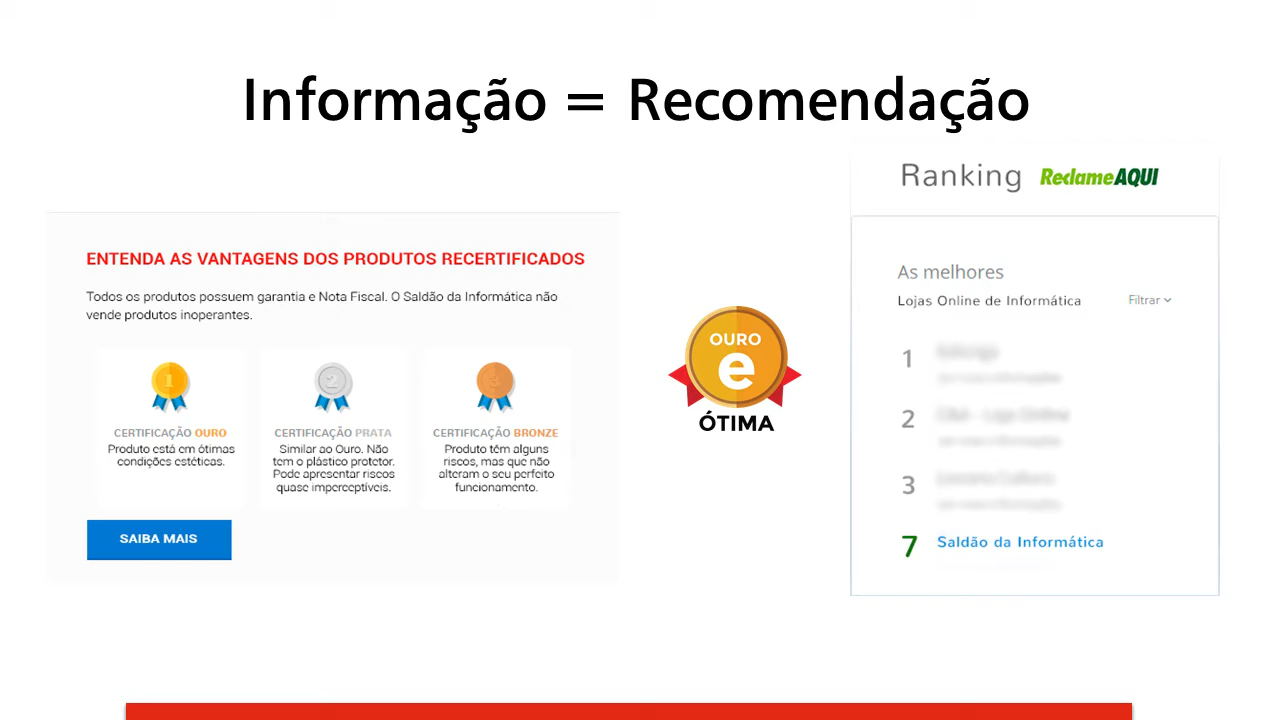 Informação = Recomendação
ENTENDA AS VANTAGENS DOS PRODUTOS RECERTIFICADOS
Todos os produtos possuem garantia e Nota Fiscal. O Saldão da Informática não
vende produtos inoperantes.
1
CERTIFICAÇÃO OURO
Produto está em ótimas
condições estéticas.
2
CERTIFICAÇÃO PRATA
Similar ao Ouro. Não
tem o plástico protetor.
Pode apresentar riscos
quase imperceptíveis.
3
CERTIFICAÇÃO BRONZE
Produto têm alguns
riscos, mas que não
alteram o seu perfeito
funcionamento.
SAIBA MAIS
OURO
e
ÓTIMA
Ranking ReclameAQUI
As melhores
Lojas Online de Informática Filtrar
1
2
3
7 Saldão da Informática